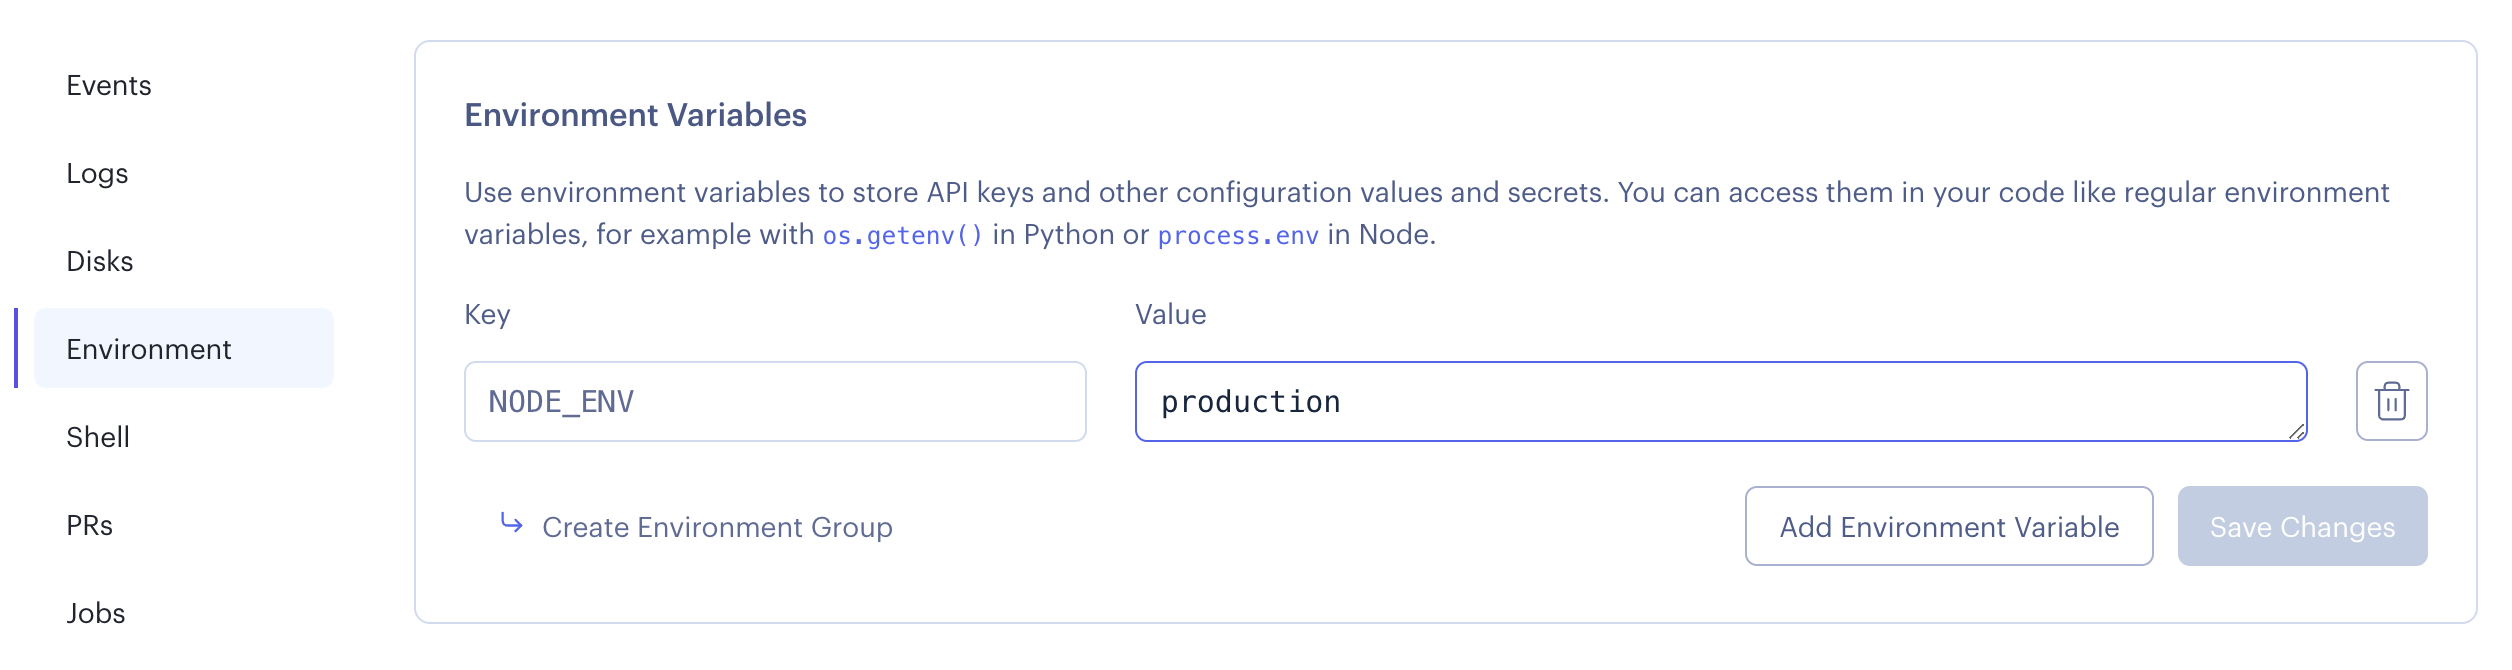 Events
Logs
Disks
Environment
Shell
PRs
Jobs
Environment Variables
Use environment variables to store API keys and other configuration values and secrets. You can access them in your code like regular environment
variables, for example with os.getenv() in Python or process.env in Node.
Key Value
NODE_ENV production
Create Environment Group Add Environment Variable Save Changes